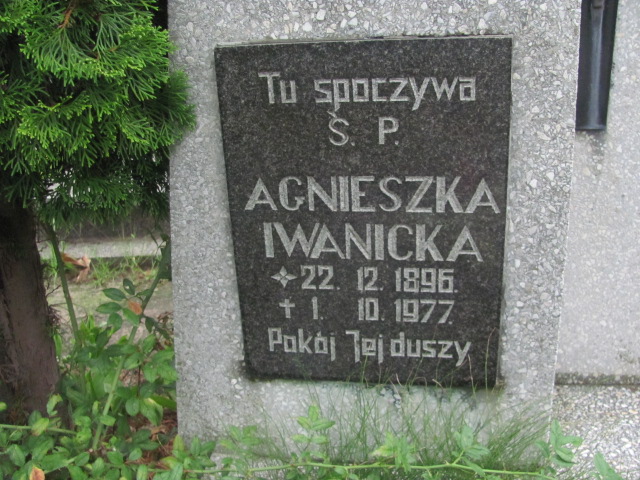 Tu spoczywa
Ś. P.
AGNIESZKA
IWANICKA
✧ 22. 12. 1896.
✝ 1. 10. 1977.
Pokój Jej duszy